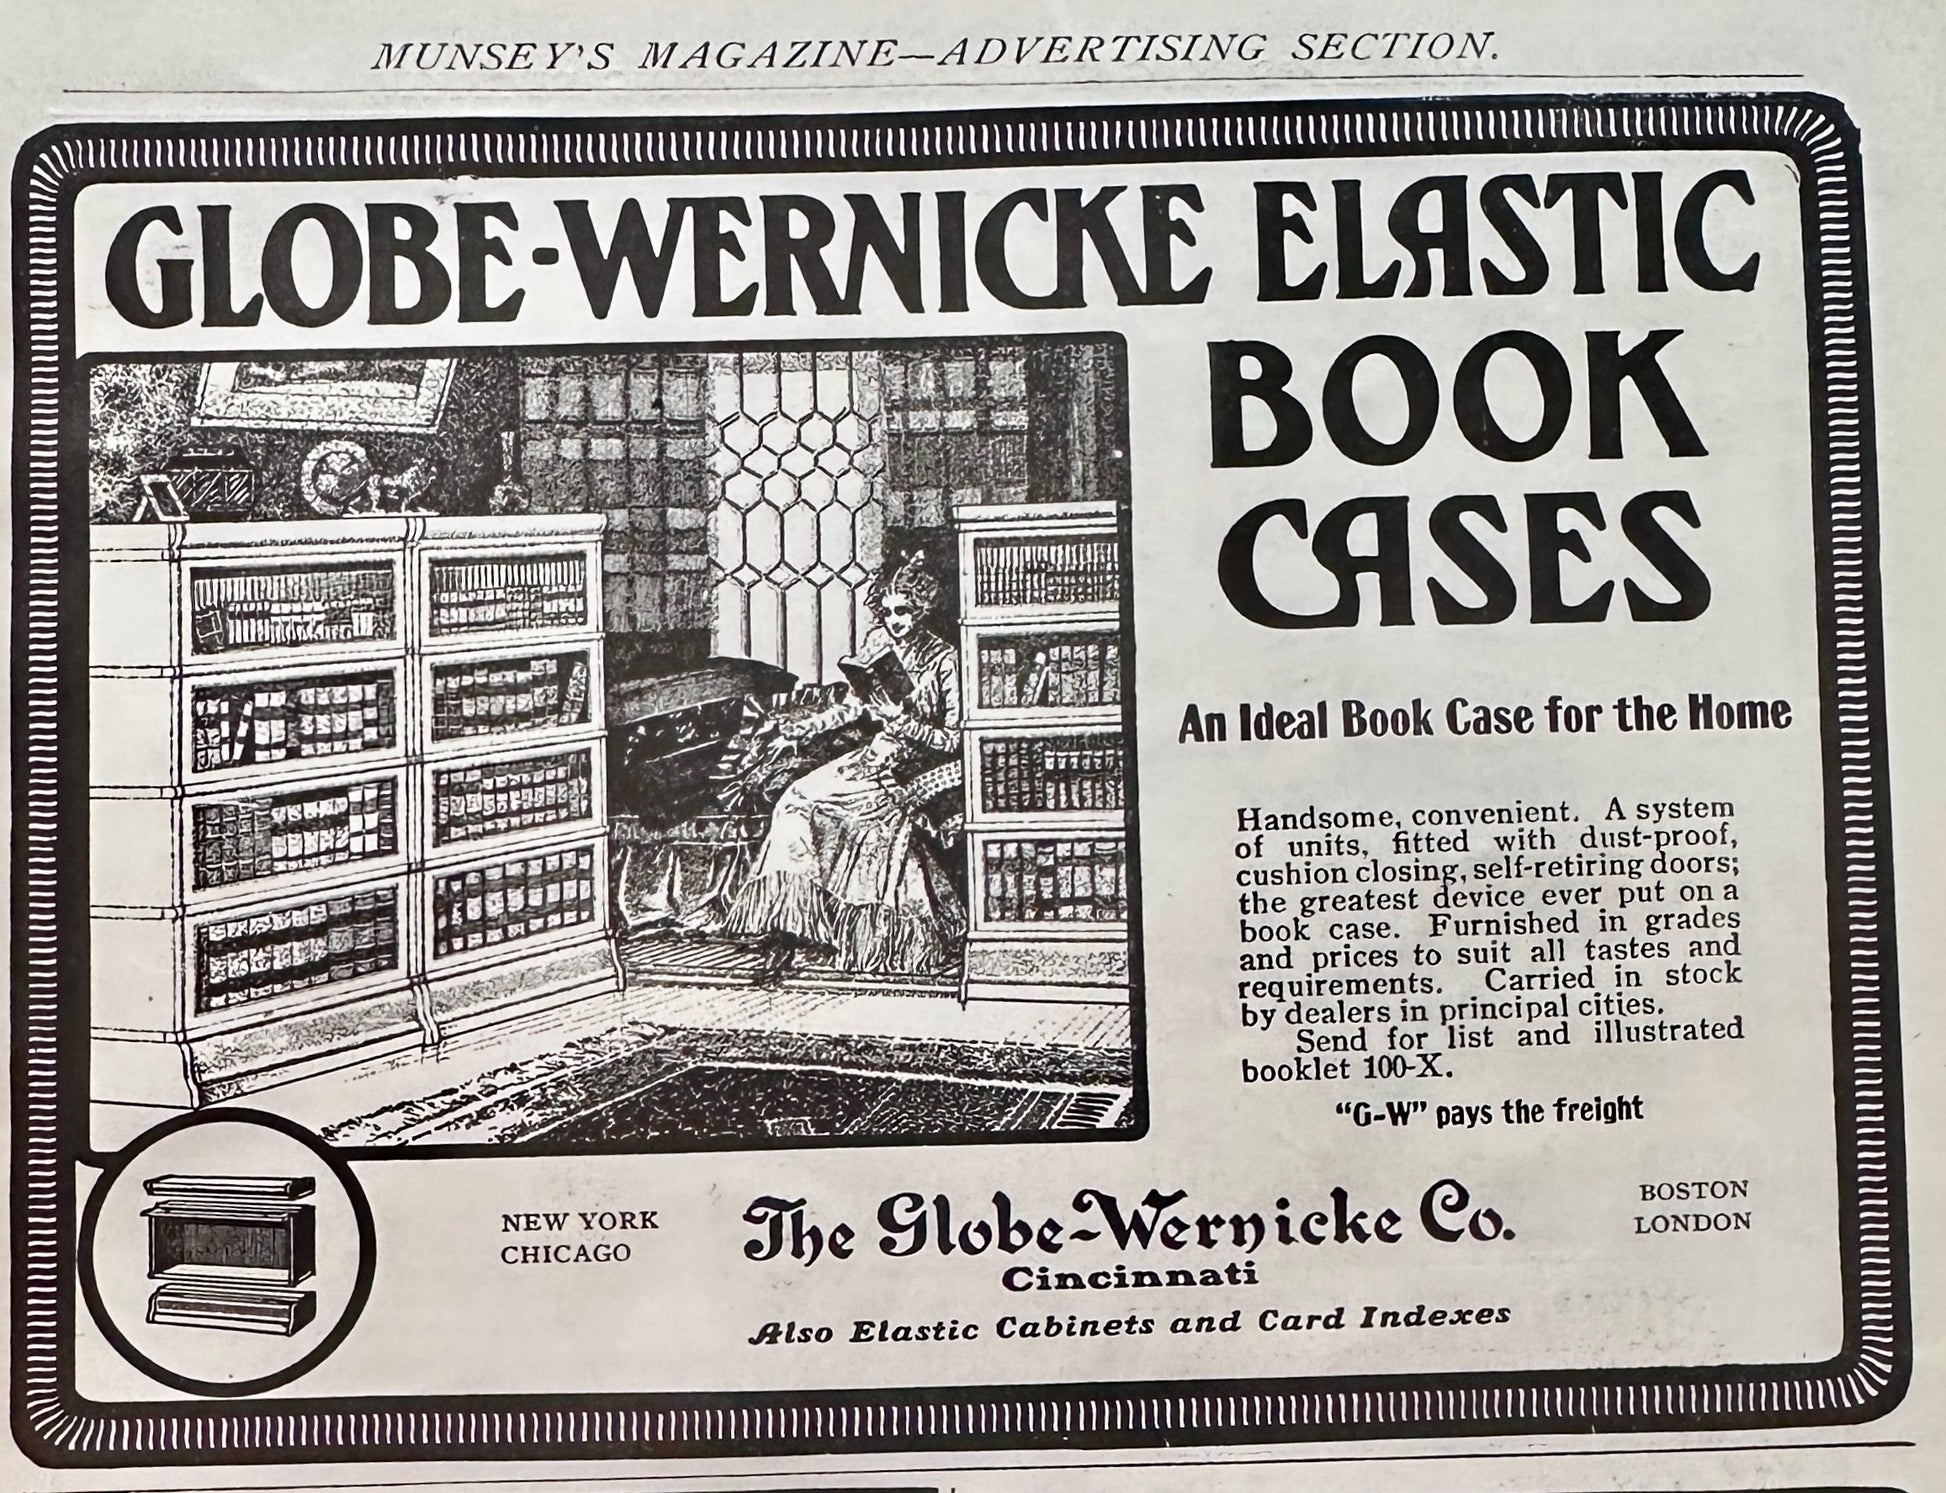 MUNSEY'S MAGAZINE—ADVERTISING SECTION.
GLOBE-WERNICKE ELASTIC
BOOK
CASES
An Ideal Book Case for the Home
Handsome, convenient. A system
of units, fitted with dust-proof,
cushion closing, self-retiring doors;
the greatest device ever put on a
book case. Furnished in grades
and prices to suit all tastes and
requirements. Carried in stock
by dealers in principal cities.
Send for list and illustrated
booklet 100-X.
"G-W" pays the freight
NEW YORK
CHICAGO
The Globe-Wernicke Co.
Cincinnati
BOSTON
LONDON
Also Elastic Cabinets and Card Indexes